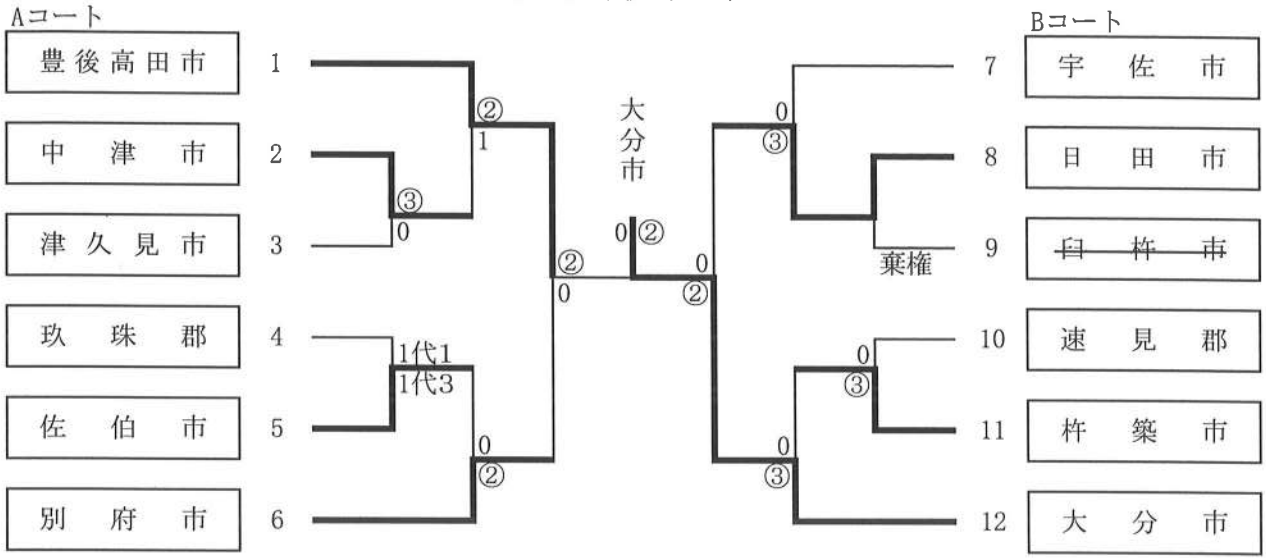 Aコート
豊後高田市 1
②
1
中津市 2
③
0
津久見市 3
②
0
玖珠郡 4
1代1
1代3
佐伯市 5
0
②
別府市 6
大分市
0 ②
Bコート
7 宇佐市
0
③
8 日田市
9 臼杵市
棄権
0
②
10 速見郡
0
③
11 杵築市
0
③
12 大分市